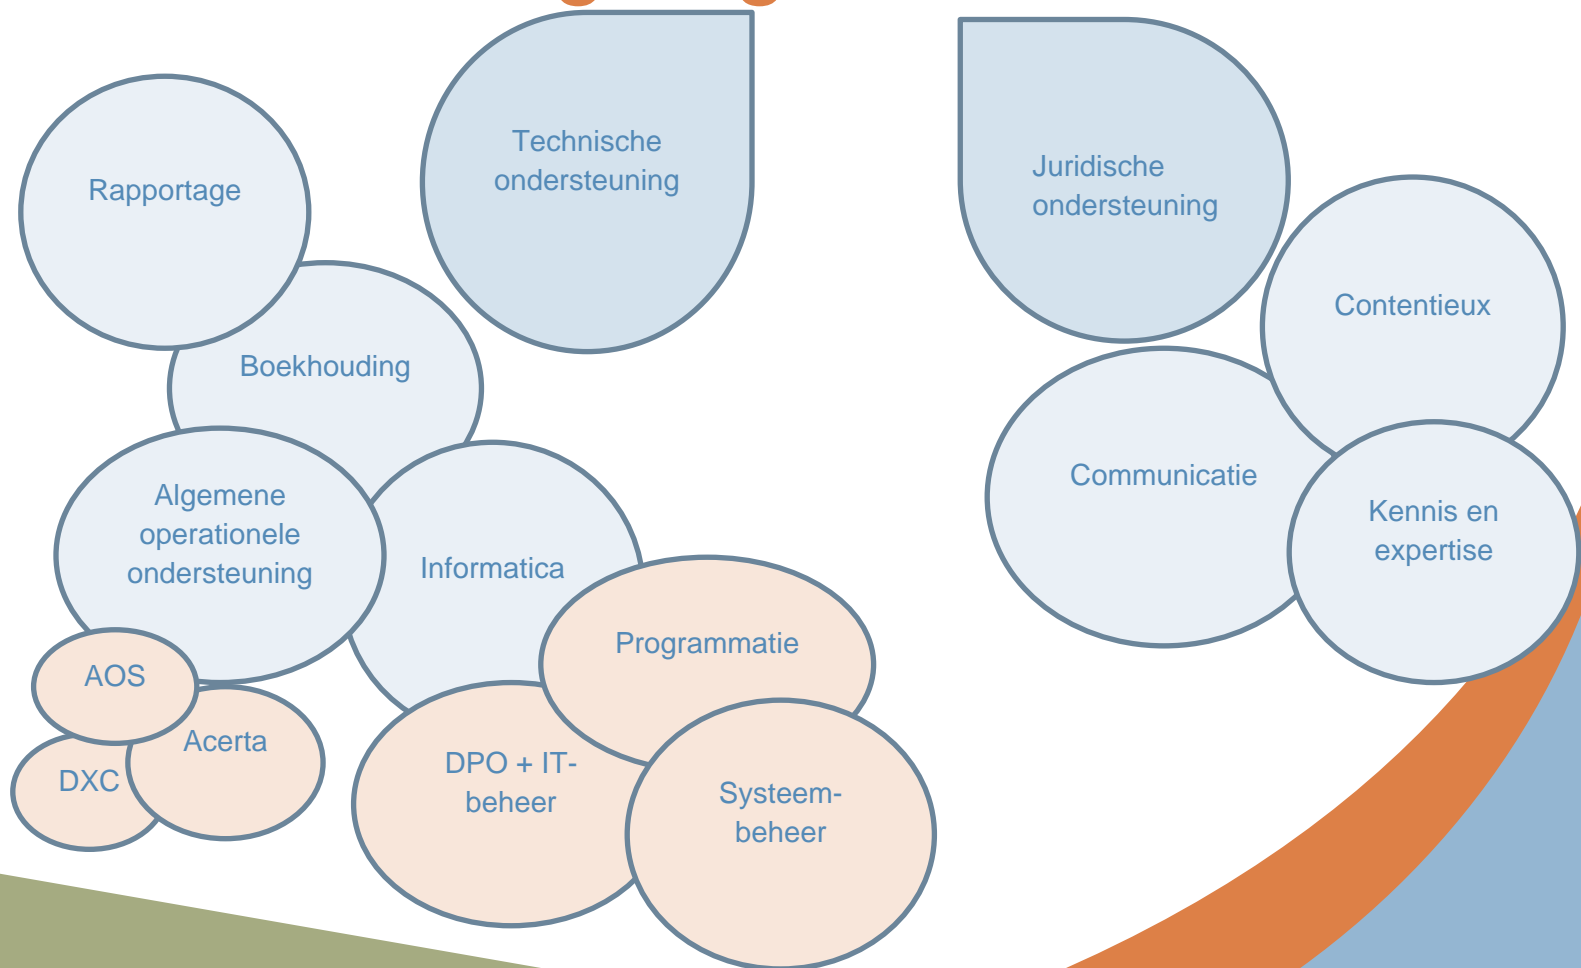 Technische
ondersteuning
Juridische
ondersteuning
Rapportage
Contentieux
Boekhouding
Communicatie
Algemene
operationele
ondersteuning
Kennis en
expertise
Informatica
Programmatie
AOS
Acerta
DXC
DPO + IT-
beheer
Systeem-
beheer